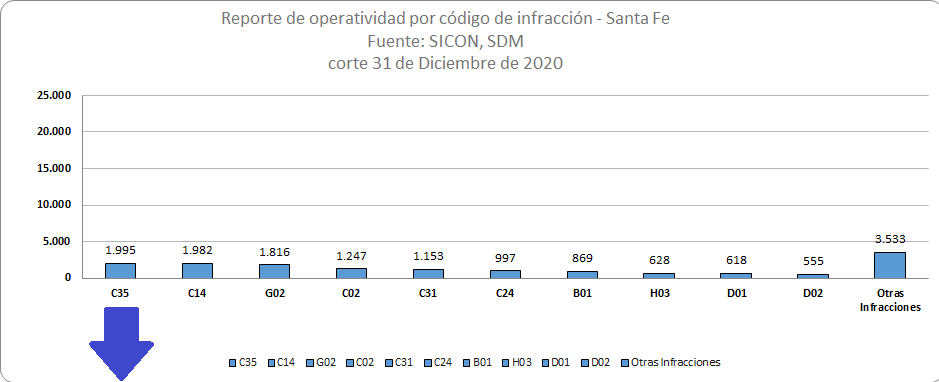 Reporte de operatividad por código de infracción - Santa Fe
Fuente: SICON, SDM
corte 31 de Diciembre de 2020
25.000
20.000
15.000
10.000
5.000
0
1.995 1.982 1.816 1.247 1.153 997 869 628 618 555 3.533
C35 C14 G02 C02 C31 C24 B01 H03 D01 D02 Otras
Infracciones
C35 C14 G02 C02 C31 C24 B01 H03 D01 D02 Otras Infracciones